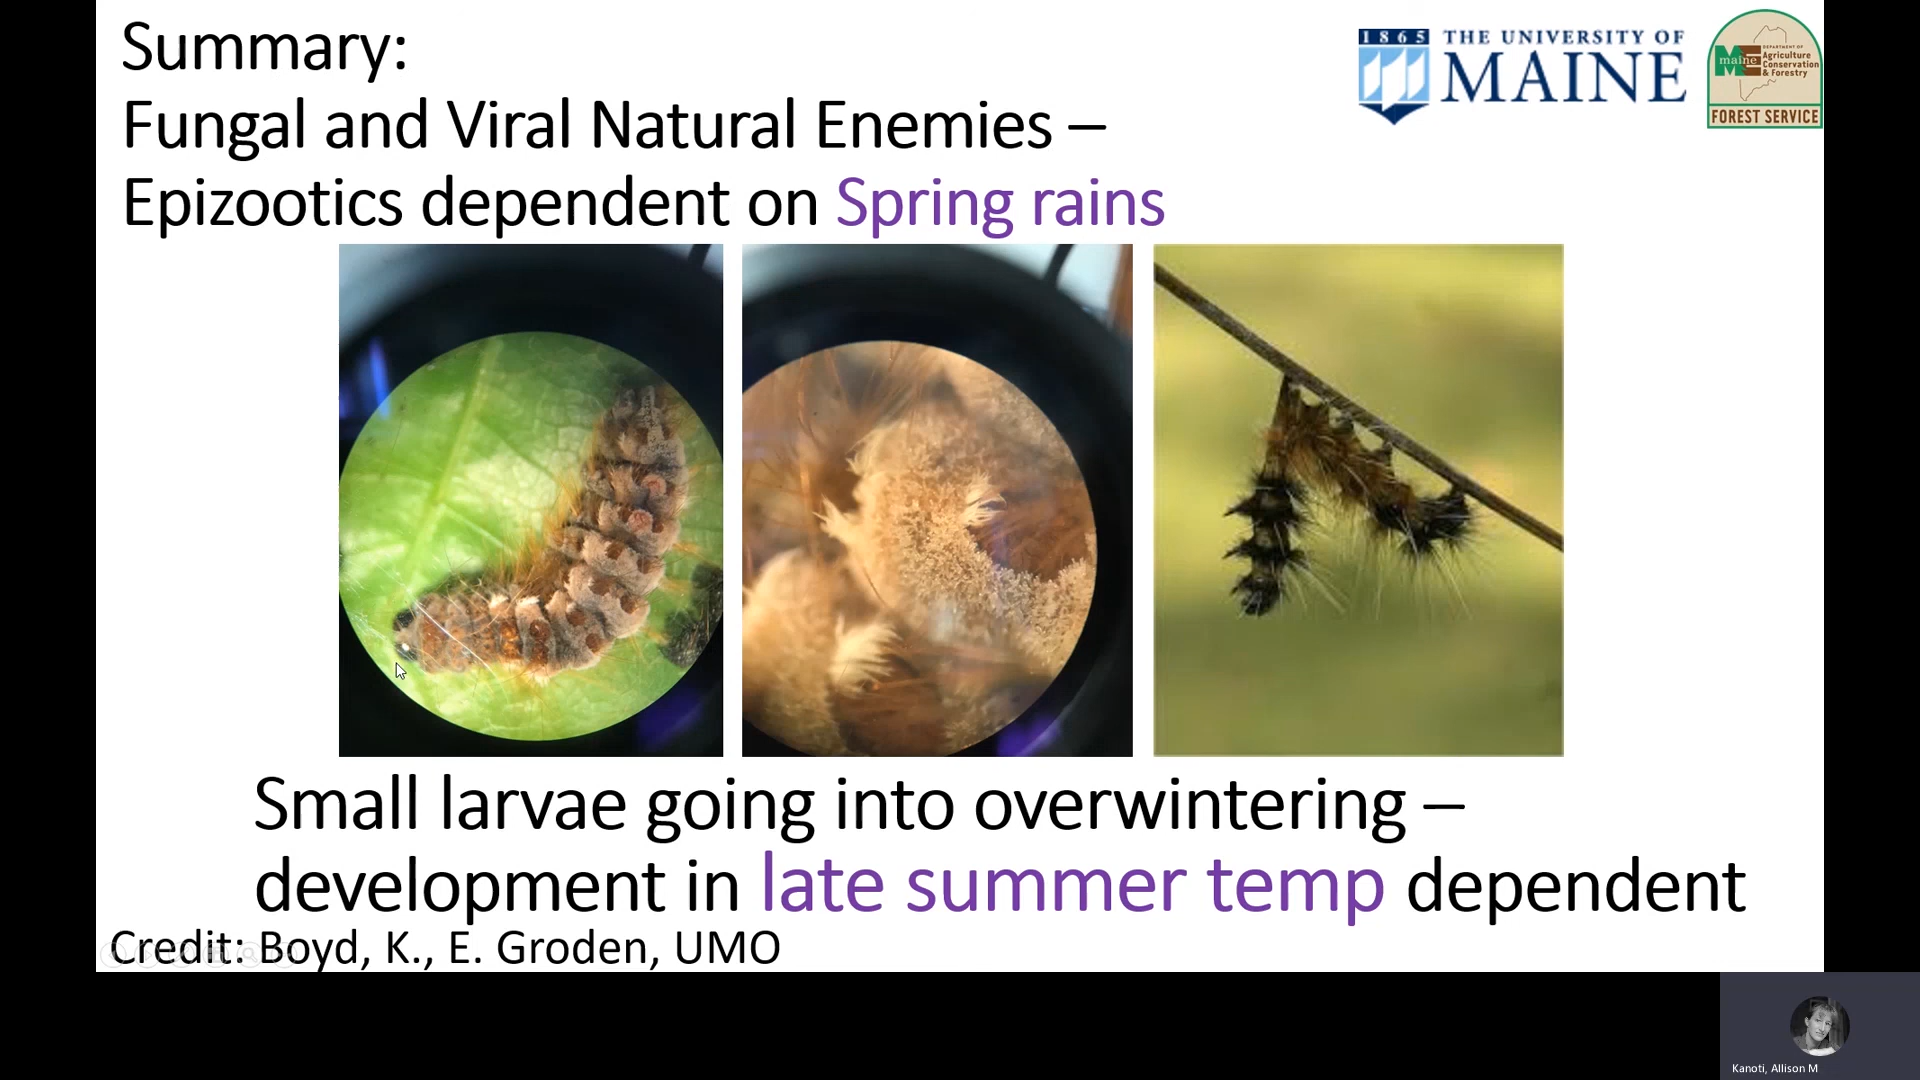 Summary:
Fungal and Viral Natural Enemies –
Epizootics dependent on Spring rains
1865
THE UNIVERSITY OF
MAINE
DEPARTMENT OF
maine
Agriculture
Conservation
& Forestry
FOREST SERVICE
Small larvae going into overwintering –
development in late summer temp dependent
Credit: Boyd, K., E. Groden, UMO
Kanoti, Allison M